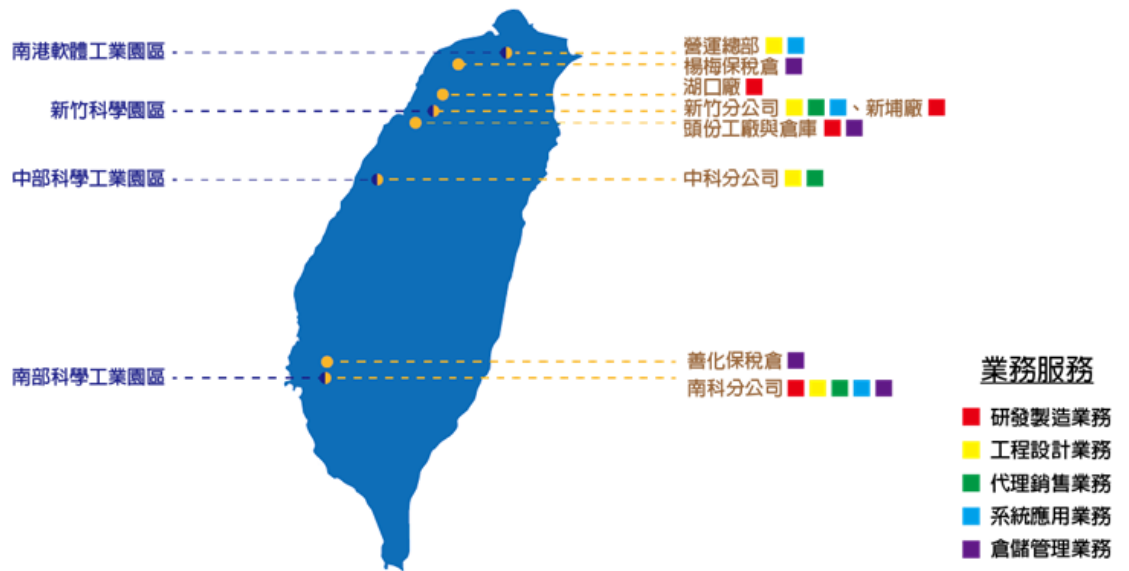 南港軟體工業園區
營運總部
楊梅保稅倉
湖口廠
新竹科學園區
新竹分公司、新埔廠
頭份工廠與倉庫
中部科學工業園區
中科分公司
善化保稅倉
南部科學工業園區
南科分公司
業務服務
研發製造業務
工程設計業務
代理銷售業務
系統應用業務
倉儲管理業務